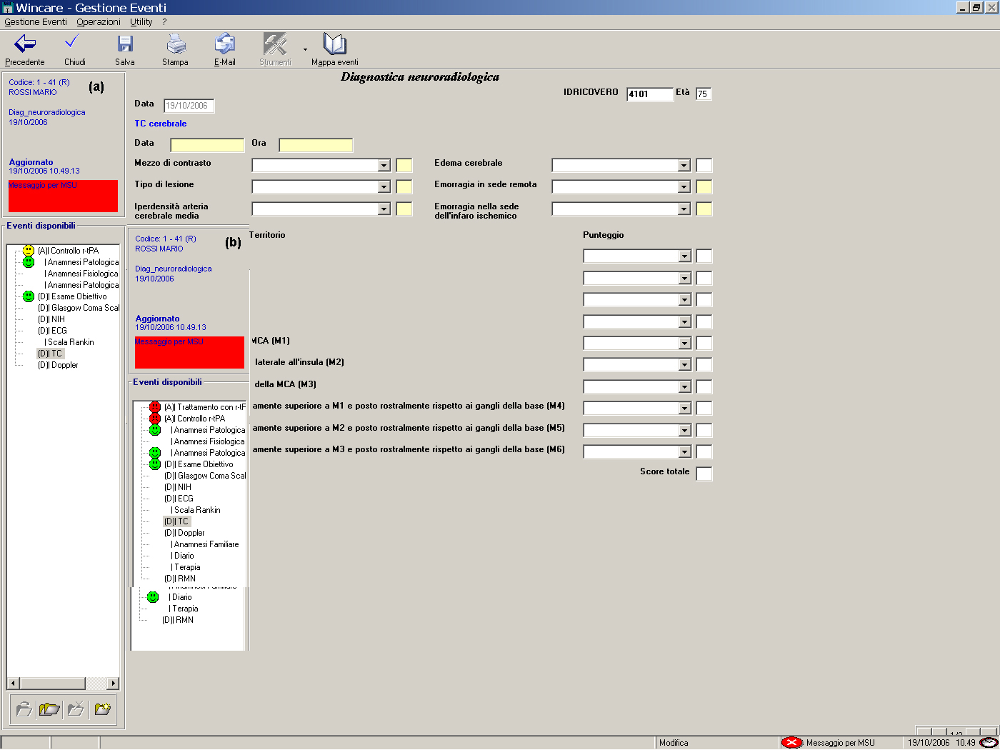 Wincare - Gestione Eventi
Gestione Eventi Operazioni Utility ?
Precedente Chiudi Salva Stampa E-Mail Strumenti Mappa eventi
Codice: 1 - 41 (R)
ROSSI MARIO
(a)
Diag_neuroradiologica
19/10/2006
Aggiornato
19/10/2006 10.49.13
Messaggio per MSU
Eventi disponibili
(A)| Controllo r-tPA
| Anamnesi Patologica
| Anamnesi Fisiologica
| Anamnesi Patologica
(D)| Esame Obiettivo
(D)| Glasgow Coma Scal
(D)| NIH
(D)| ECG
| Scala Rankin
(D)| TC
(D)| Doppler
Diagnostica neuroradiologica
IDRICOVERO 4101 Età 75
Data 19/10/2006
TC cerebrale
Data Ora
Mezzo di contrasto Edema cerebrale
Tipo di lesione Emorragia in sede remota
Iperdensità arteria
cerebrale media
Emorragia nella sede
dell'infaro ischemico
Territorio Punteggio
MCA (M1)
laterale all'insula (M2)
della MCA (M3)
amente superiore a M1 e posto rostralmente rispetto ai gangli della base (M4)
amente superiore a M2 e posto rostralmente rispetto ai gangli della base (M5)
amente superiore a M3 e posto rostralmente rispetto ai gangli della base (M6)
Score totale
Codice: 1 - 41 (R)
ROSSI MARIO
(b)
Diag_neuroradiologica
19/10/2006
Aggiornato
19/10/2006 10.49.13
Messaggio per MSU
Eventi disponibili
(A)| Trattamento con r-tF
(A)| Controllo r-tPA
| Anamnesi Patologica
| Anamnesi Fisiologica
| Anamnesi Patologica
(D)| Esame Obiettivo
(D)| Glasgow Coma Scal
(D)| NIH
(D)| ECG
| Scala Rankin
(D)| TC
(D)| Doppler
| Anamnesi Familiare
| Diario
| Terapia
(D)| RMN
| Anamnesi Familiare
| Diario
| Terapia
(D)| RMN
Modifica Messaggio per MSU 19/10/2006 10.49